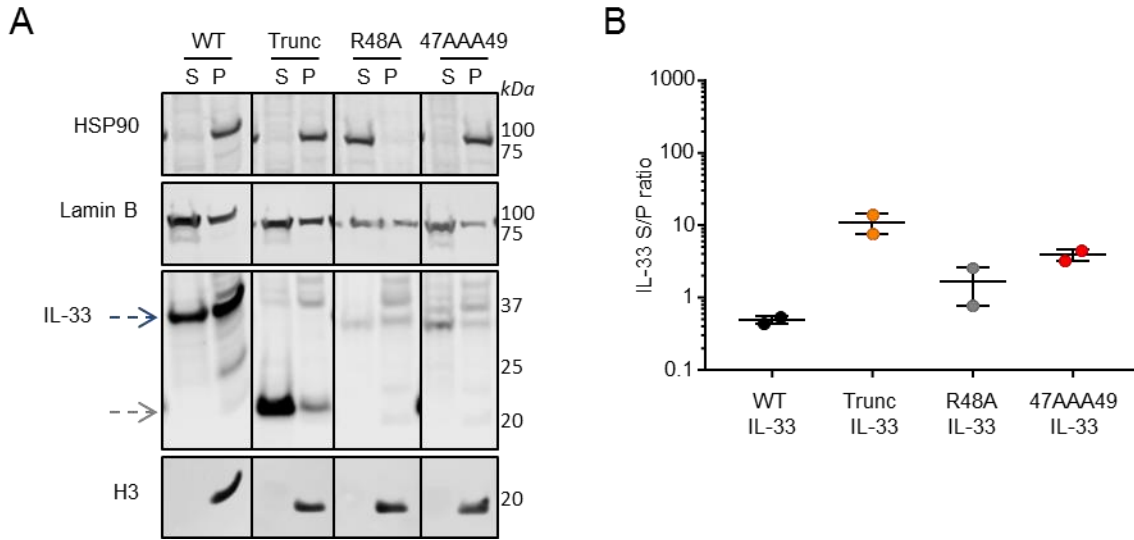 A
WT Trunc R48A 47AAA49
S P S P S P S P
kDa
HSP90
100
75
Lamin B
100
75
IL-33
37
25
20
H3
20
B
IL-33 S/P ratio
1000
100
10
1
0.1
WT Trunc R48A 47AAA49
IL-33 IL-33 IL-33 IL-33